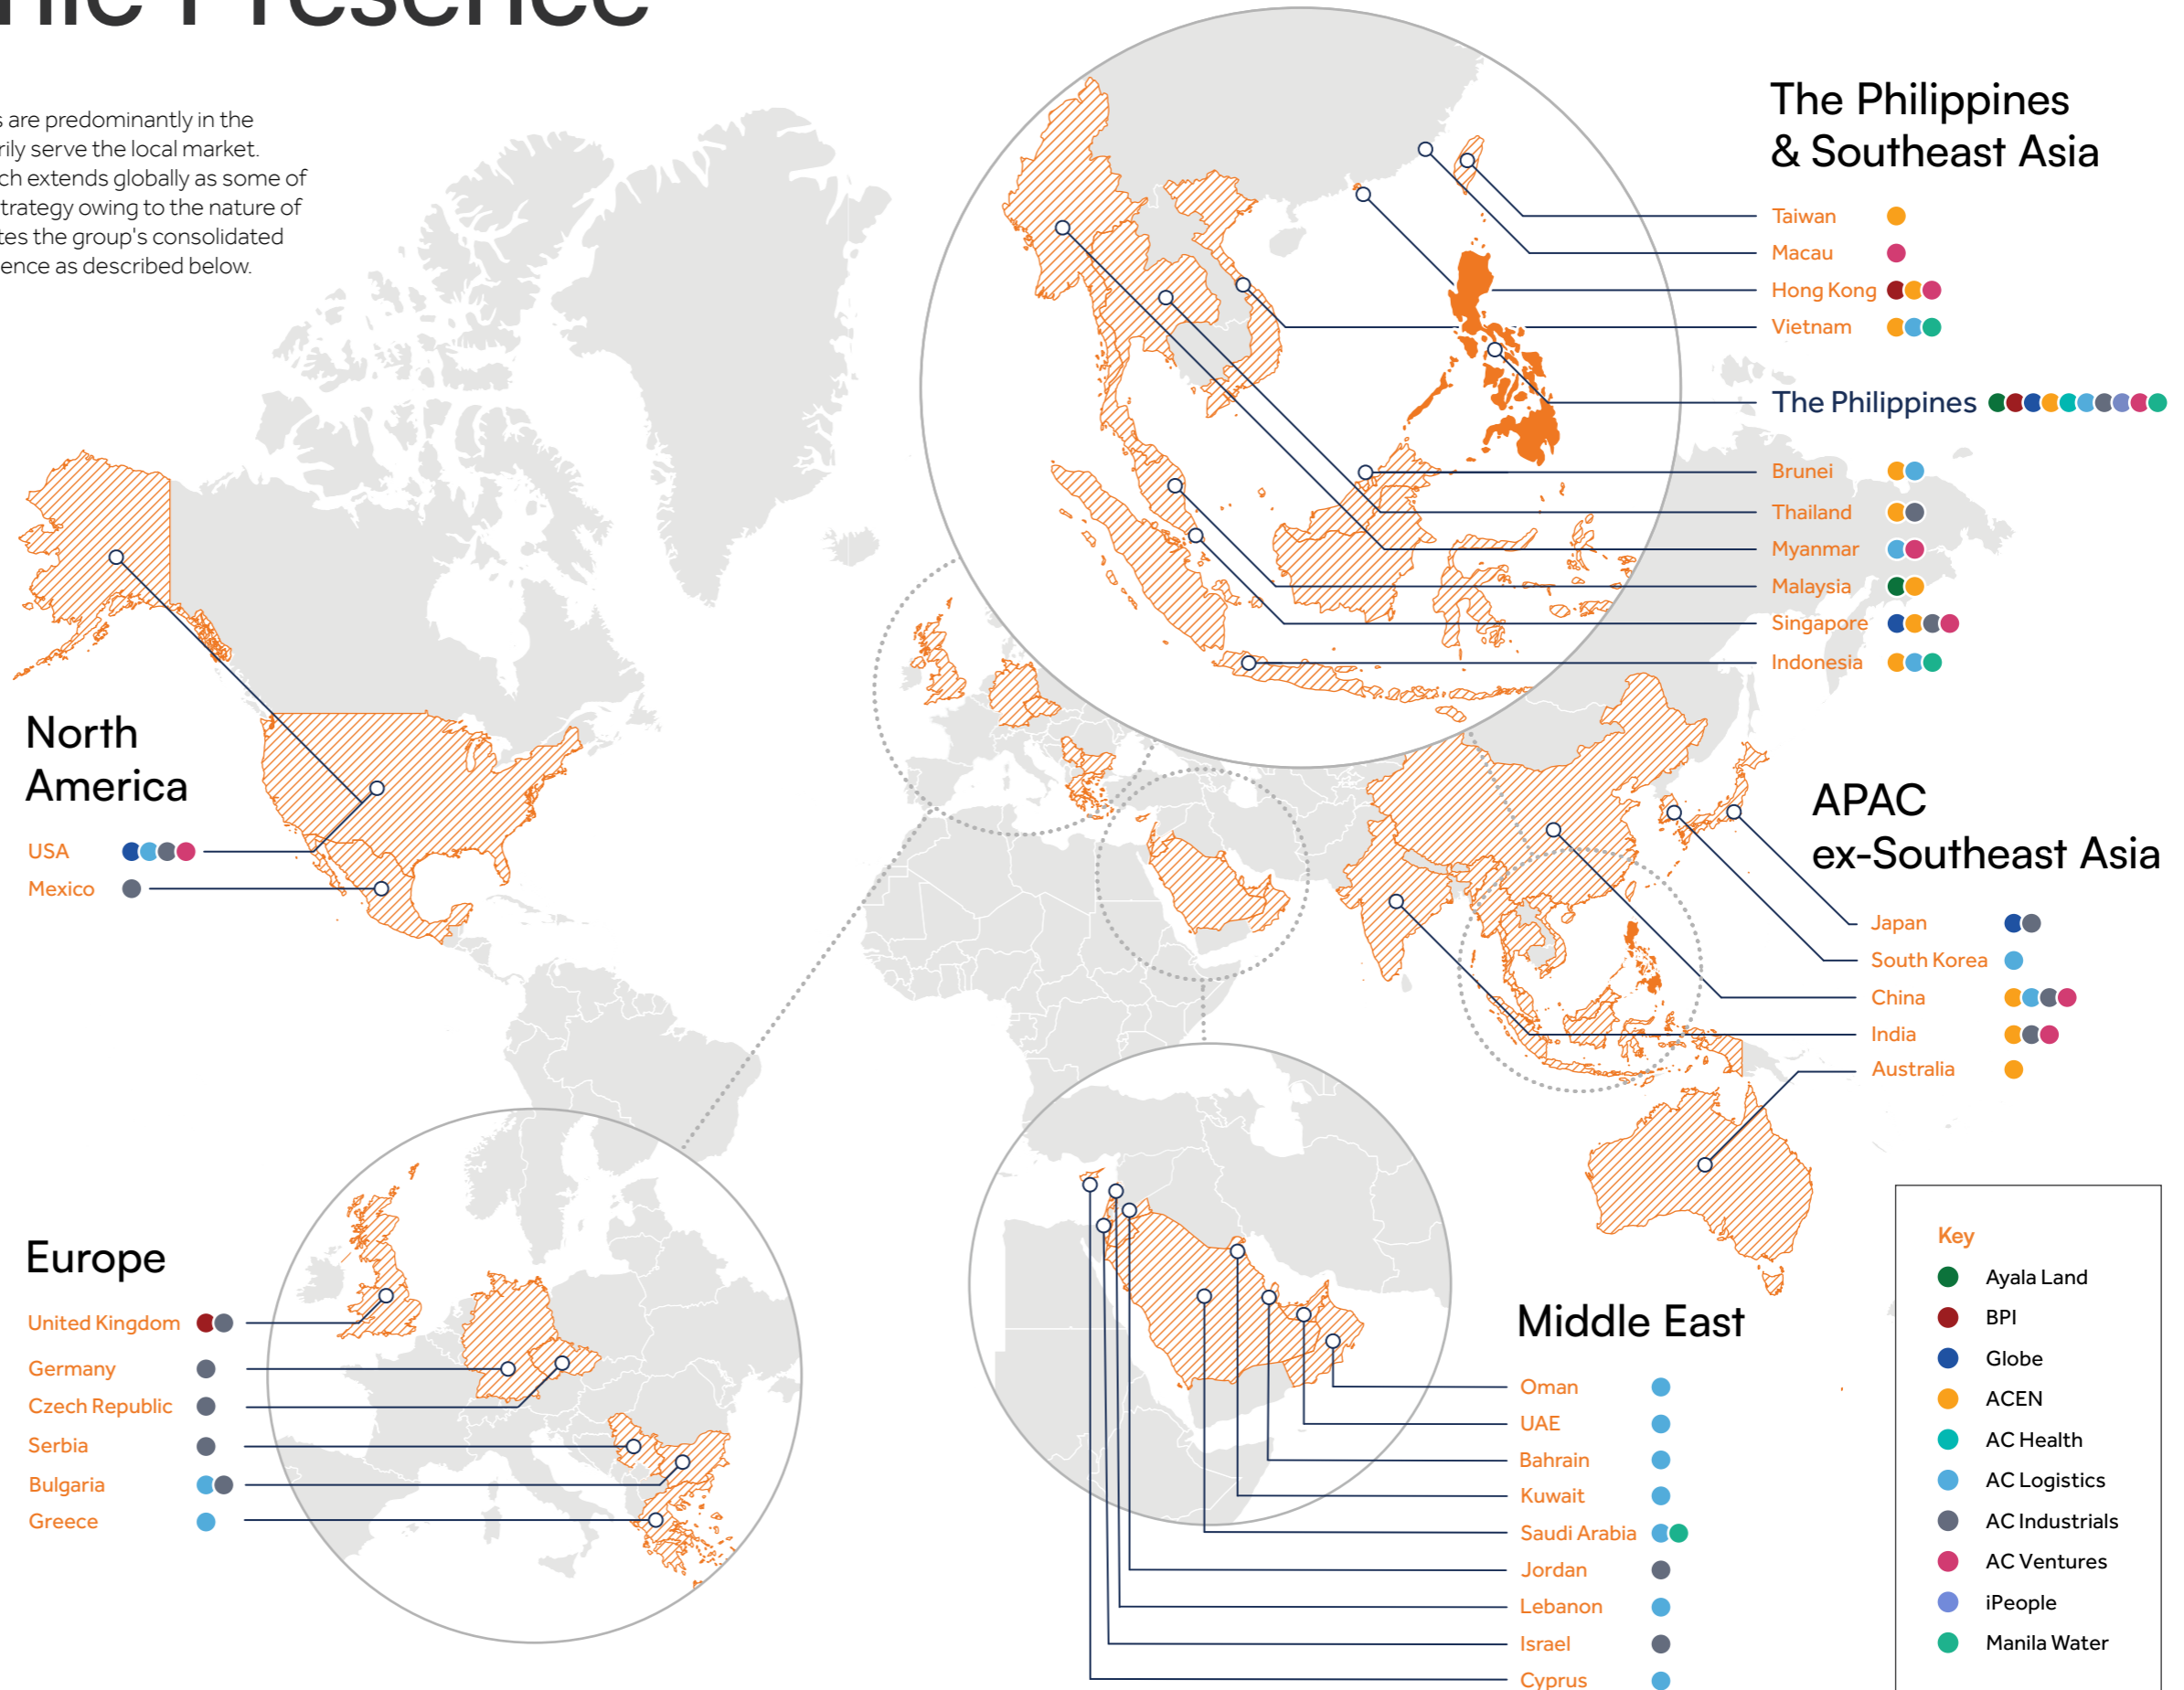 Presence
s are predominantly in the
rily serve the local market.
ch extends globally as some of
trategy owing to the nature of
tes the group's consolidated
ence as described below.
The Philippines
& Southeast Asia
Taiwan
Macau
Hong Kong
Vietnam
The Philippines
Brunei
Thailand
Myanmar
Malaysia
Singapore
Indonesia
North
America
USA
Mexico
APAC
ex-Southeast Asia
Japan
South Korea
China
India
Australia
Europe
United Kingdom
Germany
Czech Republic
Serbia
Bulgaria
Greece
Middle East
Oman
UAE
Bahrain
Kuwait
Saudi Arabia
Jordan
Lebanon
Israel
Cyprus
Key
Ayala Land
BPI
Globe
ACEN
AC Health
AC Logistics
AC Industrials
AC Ventures
iPeople
Manila Water